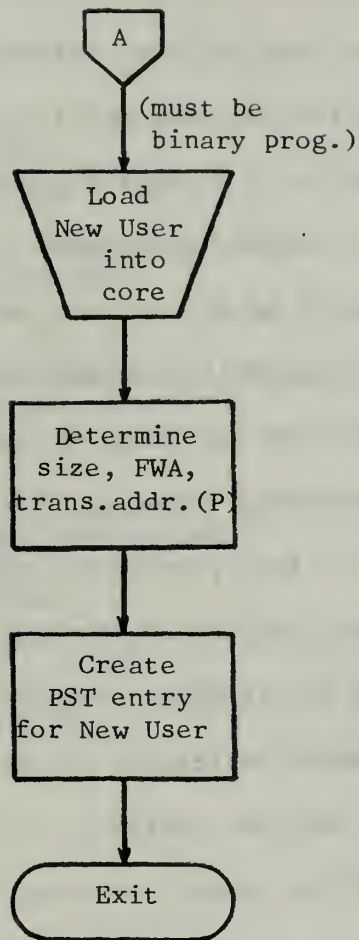 A
(must be
binary prog.)
Load
New User
into
core
Determine
size, FWA,
trans.addr.(P)
Create
PST entry
for New User
Exit